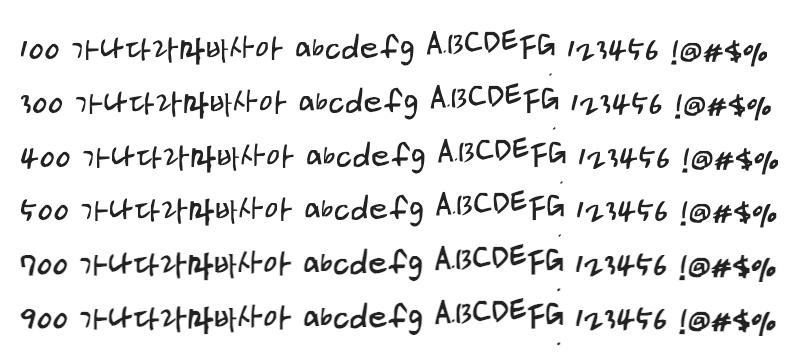 100 가나다라마바사아 abcdefg ABCDEFG 123456 !@#$%
300 가나다라마바사아 abcdefg ABCDEFG 123456 !@#$%
400 가나다라마바사아 abcdefg ABCDEFG 123456 !@#$%
500 가나다라마바사아 abcdefg ABCDEFG 123456 !@#$%
700 가나다라마바사아 abcdefg ABCDEFG 123456 !@#$%
900 가나다라마바사아 abcdefg ABCDEFG 123456 !@#$%